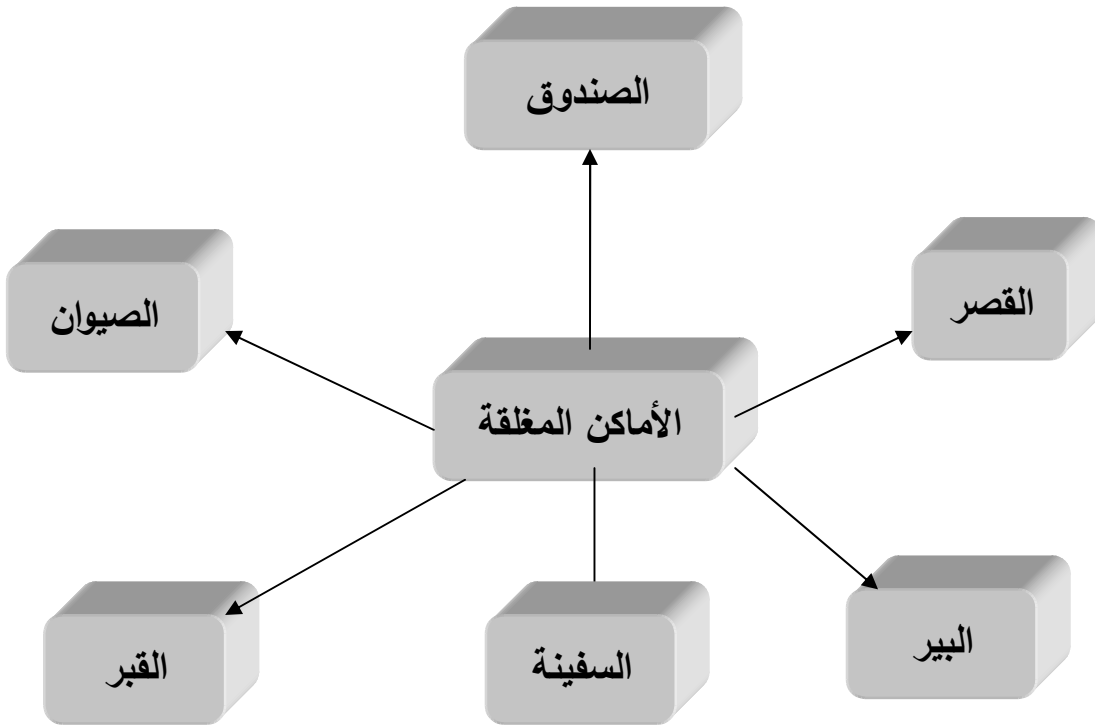 الصندوق
القصر
الصيوان
الأماكن المغلقة
البير
السفينة
القبر